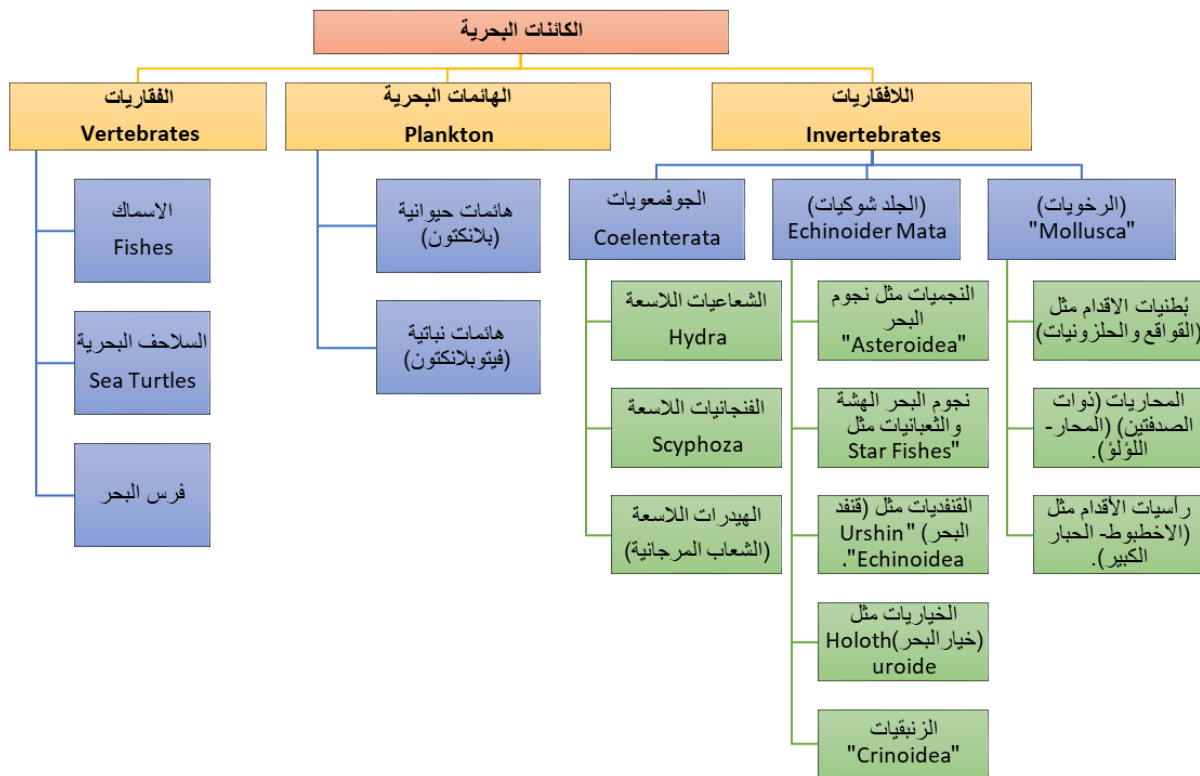 الكائنات البحرية
اللافقاريات
Invertebrates
الهائمات البحرية
Plankton
الفقاريات
Vertebrates
(الرخويات)
"Mollusca"
بُطنيات الاقدام مثل
(القواقع والحلزونيات)
المحاريات (ذوات
الصدفتين) (المحار-
اللؤلؤ).
رأسيات الأقدام مثل
(الاخطبوط- الحبار
الكبير).
(الجلد شوكيات)
Echinoider Mata
النجميات مثل نجوم
البحر
"Asteroidea"
نجوم البحر الهشة
والثعبانيات مثل
Star Fishes"
القنفديات مثل (قنفد
البحر) "Urshin
Echinoidea".
الخياريات مثل
(خيار البحر)Holoth
uroide
الزنبقيات
"Crinoidea"
الجوفمعويات
Coelenterata
الشعاعيات اللاسعة
Hydra
الفنجانيات اللاسعة
Scyphoza
الهيدرات اللاسعة
(الشعاب المرجانية)
هائمات حيوانية
(بلانكتون)
هائمات نباتية
(فيتوبلانكتون)
الاسماك
Fishes
السلاحف البحرية
Sea Turtles
فرس البحر